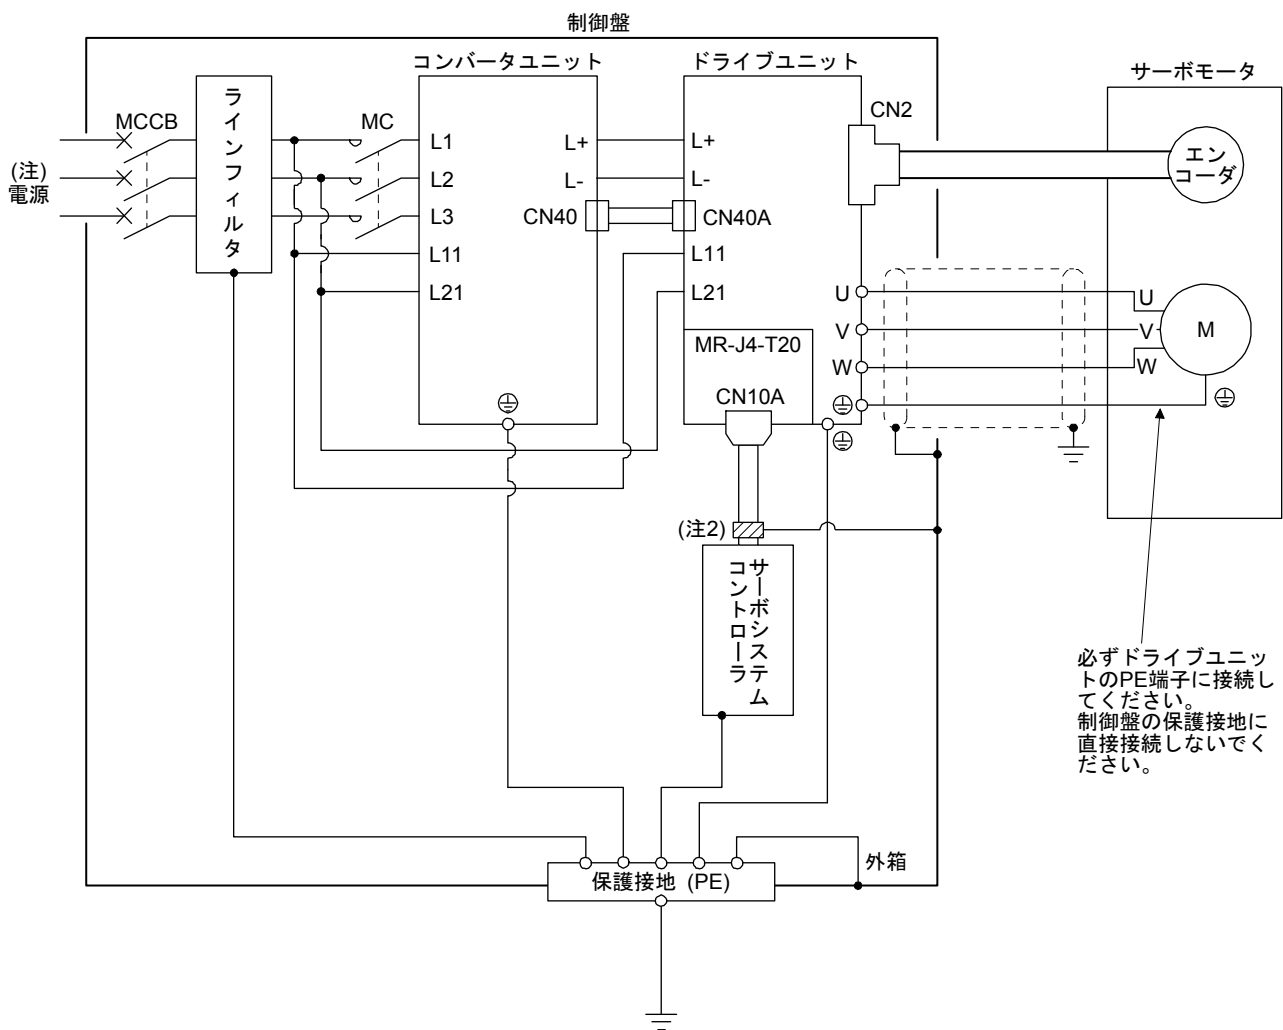 制御盤
コンバータユニット
ドライブユニット
サーボモータ
MCCB
ラインフィルタ
MC
CN2
(注)
電源
L1
L2
L3
L11
L21
L+
L-
CN40
L+
L-
CN40A
L11
L21
エン
コーダ
U
V
W
U
V
W
M
MR-J4-T20
CN10A
(注2)
サーボシステム
コントローラ
必ずドライブユニッ
トのPE端子に接続し
てください。
制御盤の保護接地に
直接接続しないでく
ださい。
外箱
保護接地 (PE)